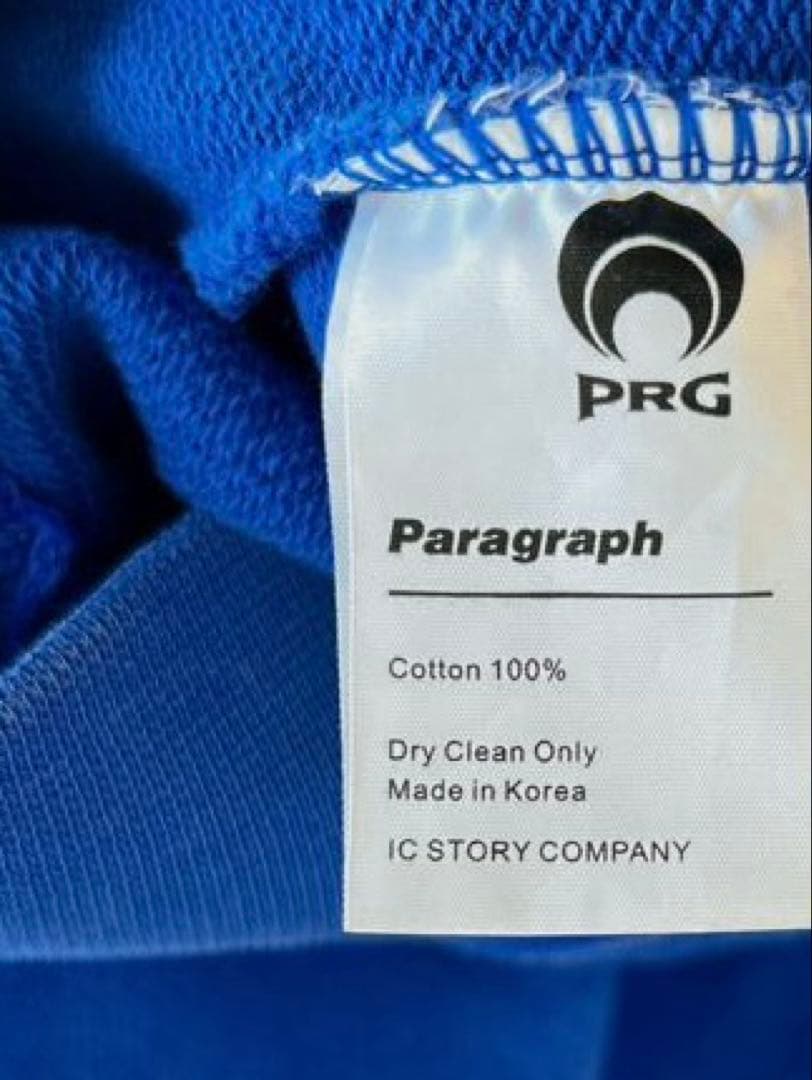 PRG
Paragraph
Cotton 100%
Dry Clean Only
Made in Korea
IC STORY COMPANY